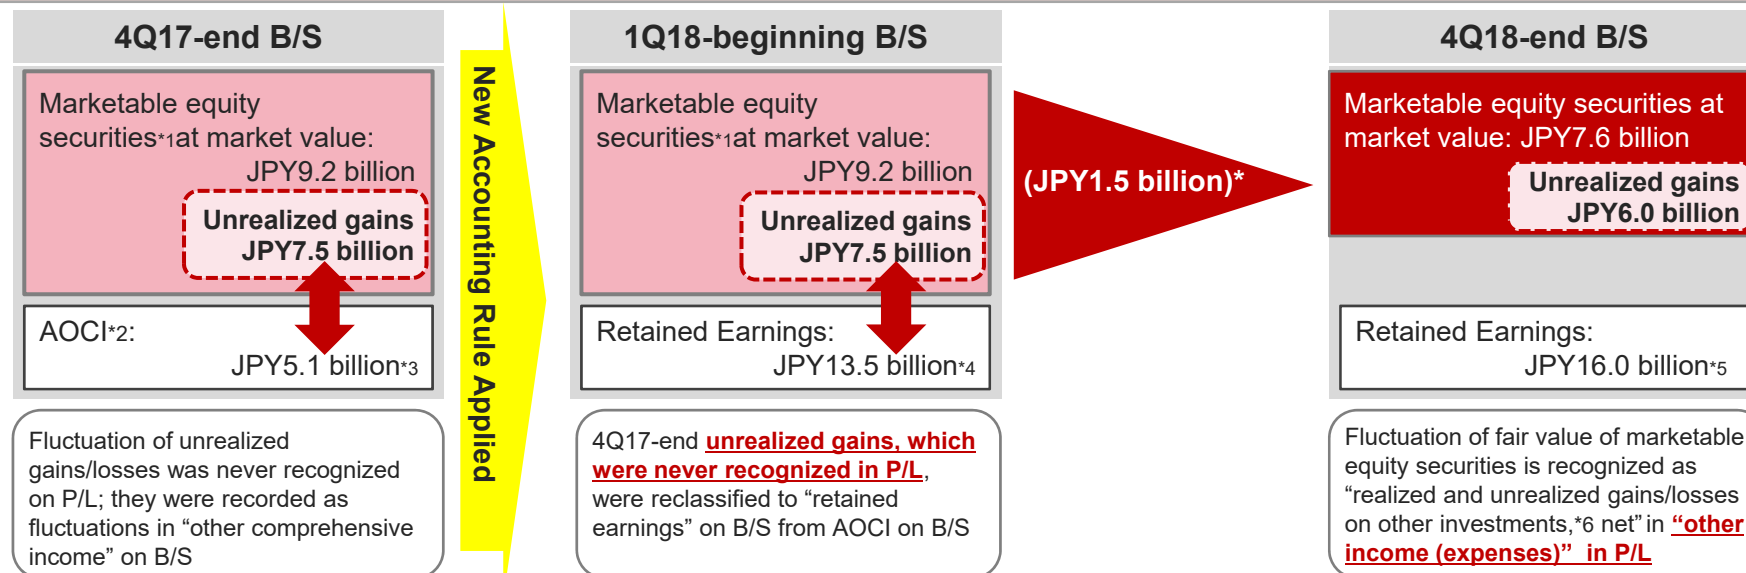 4Q17-end B/S
Marketable equity
securities*1at market value:
JPY9.2 billion
Unrealized gains
JPY7.5 billion
AOCI*2:
JPY5.1 billion*3
Fluctuation of unrealized
gains/losses was never recognized
on P/L; they were recorded as
fluctuations in “other comprehensive
income” on B/S
New Accounting Rule Applied
1Q18-beginning B/S
Marketable equity
securities*1at market value:
JPY9.2 billion
Unrealized gains
JPY7.5 billion
Retained Earnings:
JPY13.5 billion*4
4Q17-end unrealized gains, which
were never recognized in P/L,
were reclassified to “retained
earnings” on B/S from AOCI on B/S
(JPY1.5 billion)*
4Q18-end B/S
Marketable equity securities at
market value: JPY7.6 billion
Unrealized gains
JPY6.0 billion
Retained Earnings:
JPY16.0 billion*5
Fluctuation of fair value of marketable
equity securities is recognized as
“realized and unrealized gains/losses
on other investments,*6 net” in “other
income (expenses)” in P/L